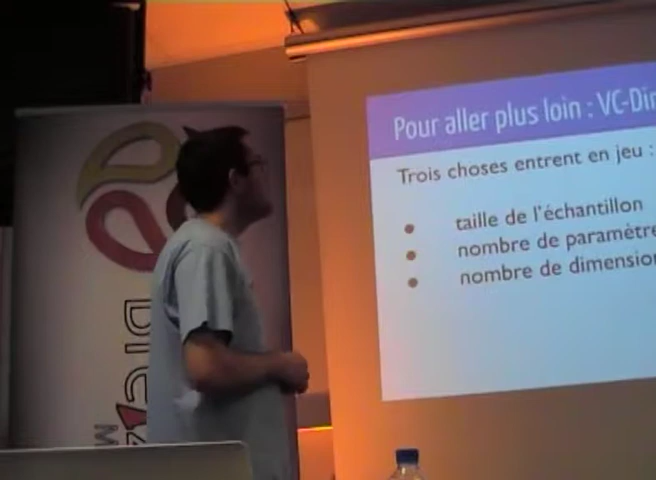 Pour aller plus loin : VC-Dim
Trois choses entrent en jeu :
• taille de l'échantillon
• nombre de paramètre
• nombre de dimension